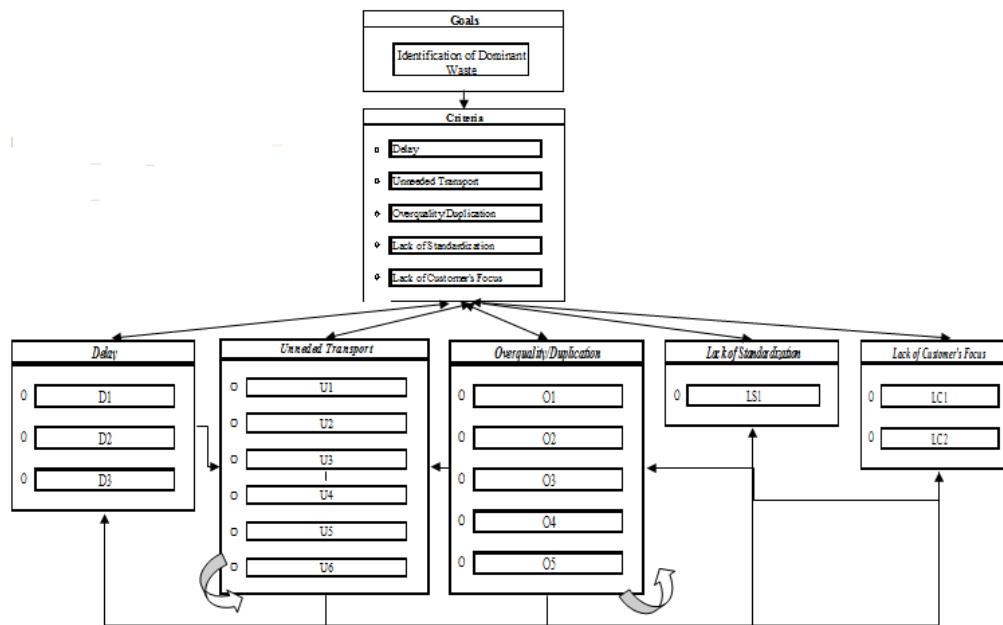 Goals
Identification of Dominant
Waste
Criteria
Delay
Unneeded Transport
Overquality/Duplication
Lack of Standardization
Lack of Customer's Focus
Delay
D1
D2
D3
Unneded Transport
U1
U2
U3
U4
U5
U6
Overquality/Duplication
O1
O2
O3
O4
O5
Lack of Standardization
LS1
Lack of Customer's Focus
LC1
LC2